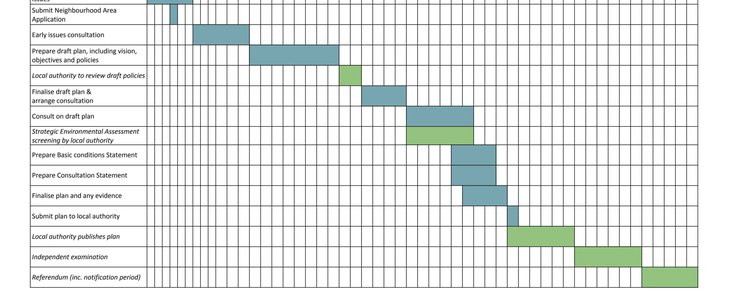 issues
Submit Neighbourhood Area
Application
Early issues consultation
Prepare draft plan, including vision,
objectives and policies
Local authority to review draft policies
Finalise draft plan &
arrange consultation
Consult on draft plan
Strategic Environmental Assessment
screening by local authority
Prepare Basic conditions Statement
Prepare Consultation Statement
Finalise plan and any evidence
Submit plan to local authority
Local authority publishes plan
Independent examination
Referendum (inc. notification period)